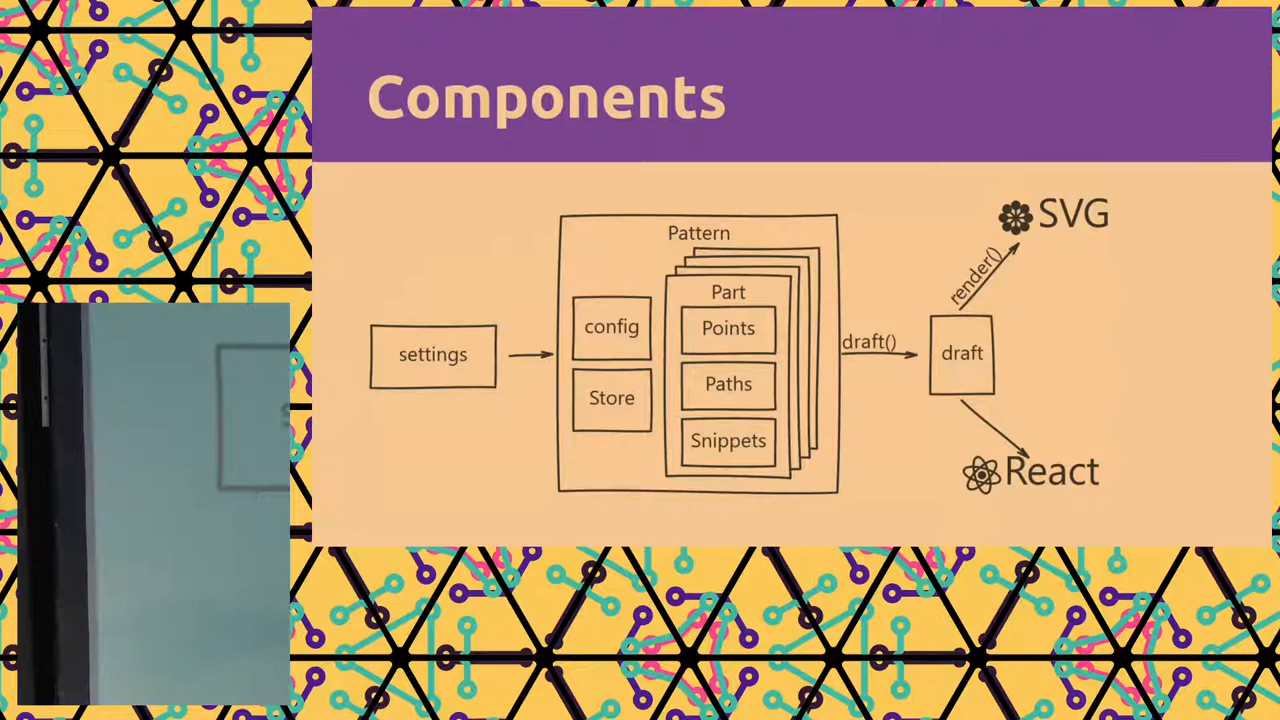 Components
SVG
render()
Pattern
Part
config
Points
settings
draft()
draft
Paths
Store
Snippets
React